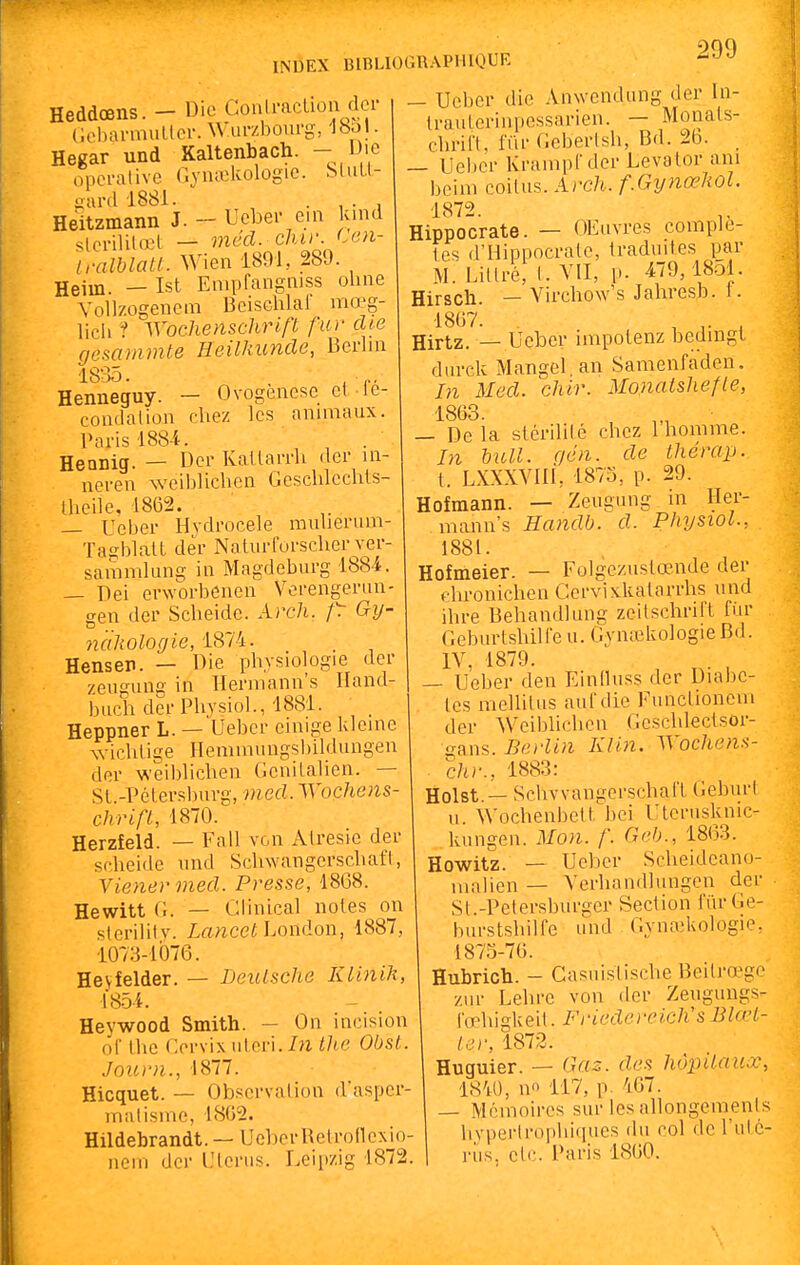 INDEX BIBLIOGRAPHIQUE
299
Heddœns. — Die Contraction der
Gebarmutter. Wurzbourg, 1851.
Hegar und Kaltenbach. — Die
operative Gynækologie. Stutt-
gard 1881.
Heitzmann J. — Ueber ein kind
sterilitœt — méd. chir. Cen-
tralblatt. Wien 1891, 289.
Heim. — Ist Empfangniss ohne
Vollzogenem Beischlaf mœg-
lich ? Wochenschrift fur die
gesammte Heilkunde, Berlin
1835.
Henneguy. — Ovogénese et fé-
condation chez les animaux.
Paris 1884.
Hennig. — Der Kattarrh der in-
neren weiblichen Geschlechts-
theile, 1862.
— Ueber Hydrocele mulierum-
Tagblatt der Naturforscher ver-
sammlung in Magdeburg 1884.
— Dei erworbenen Verengerun-
gen der Scheide. Arch. fr Gy-
näkologie, 1874.
Hensen. — Die physiologie der
zeugung in Hermann's Hand-
buch der Physiol., 1881.
Heppner L. — Ueber einige kleine
wichtige Hemmungsbildungen
der weiblichen Genitalien. —
St.-Pétersburg, med. Wochens-
chrift, 1870.
Herzfeld. — Fall von Atresie der
scheide und Schwangerschaft,
Viener med. Presse, 1868.
Hewitt G. — Clinical notes on
sterility. Lancet London, 1887,
1073-1076.
Heyfelder. — Deutsche Klinik,
1854.
Heywood Smith. — On incision
of the Cervix uteri. In the Obst.
Journ., 1877.
Hicquet. — Observation d'asper-
matisme, 1862.
Hildebrandt. — Ueber Retroflexio-
nem der Uterus. Leipzig 1872.
— Ueber die Anwendung der In-
trauterinpessarien. — Monats-
chrift, für Gebertsh, Bd. 26.
— Ueber Krampf der Levator ani
beim coitus. Arch. f. Gynœkol.
1872.
Hippocrate. — Œuvres complè-
tes d'Hippocrate, traduites par
M. Littré, t. VII, p. 479, 1851.
Hirsch. — Virchow's Jahresb. f.
1867.
Hirtz. — Ueber impotenz bedingt
durck Mangel, an Samenfaden.
In Med. chir. Monatshefte,
1863.
— De la stérilité chez l'homme.
In bull. gén. de thérap.
t. LXXXVIII, 1875, p. 29.
Hofmann. — Zeugung in Her-
mann's Handb. d. Physiol.,
1881.
Hofmeier. — Folgezustœnde der
chronichen Cervixkatarrhs und
ihre Behandlung zeitschrift für
Geburtshilfe u. Gynækologie Bd.
IV, 1879.
— Ueber den Einfluss der Diabe-
tes mellitus auf die Functionem
der Weiblichen Geschlectsor-
gans. Berlin Klin. Wochens-
chr., 1883:
Holst. — Schvvangerschaft Geburt
u. Wochenbett bei Uterusknic-
kungen. Mon. f. Geb., 1863.
Howitz. — Ueber Scheidcano-
malien — Verhandlungen der
St.-Petersburger Section für Ge-
burstshilfe und Gynækologie,
1875-76.
Hubrich. — Casuistische Beitrœge
zur Lehre von der Zeugungs-
fœhigkeit. Friedereich's Blœt-
ter, 1872.
Huguier. — Gaz. des hôpitaux,
1840, no 117, p. 467.
— Mémoires sur les allongements
hypertrophiques du col de l'uté-
rus, etc. Paris 1860.